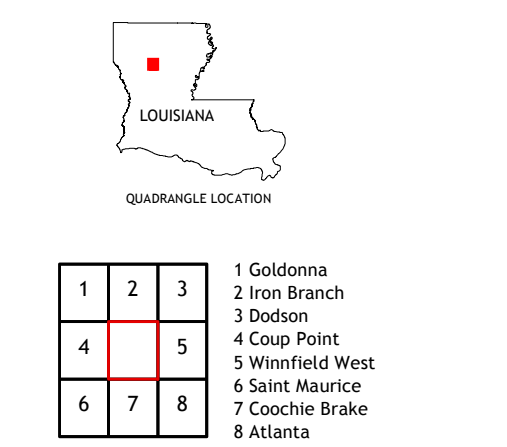 LOUISIANA
QUADRANGLE LOCATION
1 2 3
4 5
6 7 8
1 Goldonna
2 Iron Branch
3 Dodson
4 Coup Point
5 Winnfield West
6 Saint Maurice
7 Coochie Brake
8 Atlanta